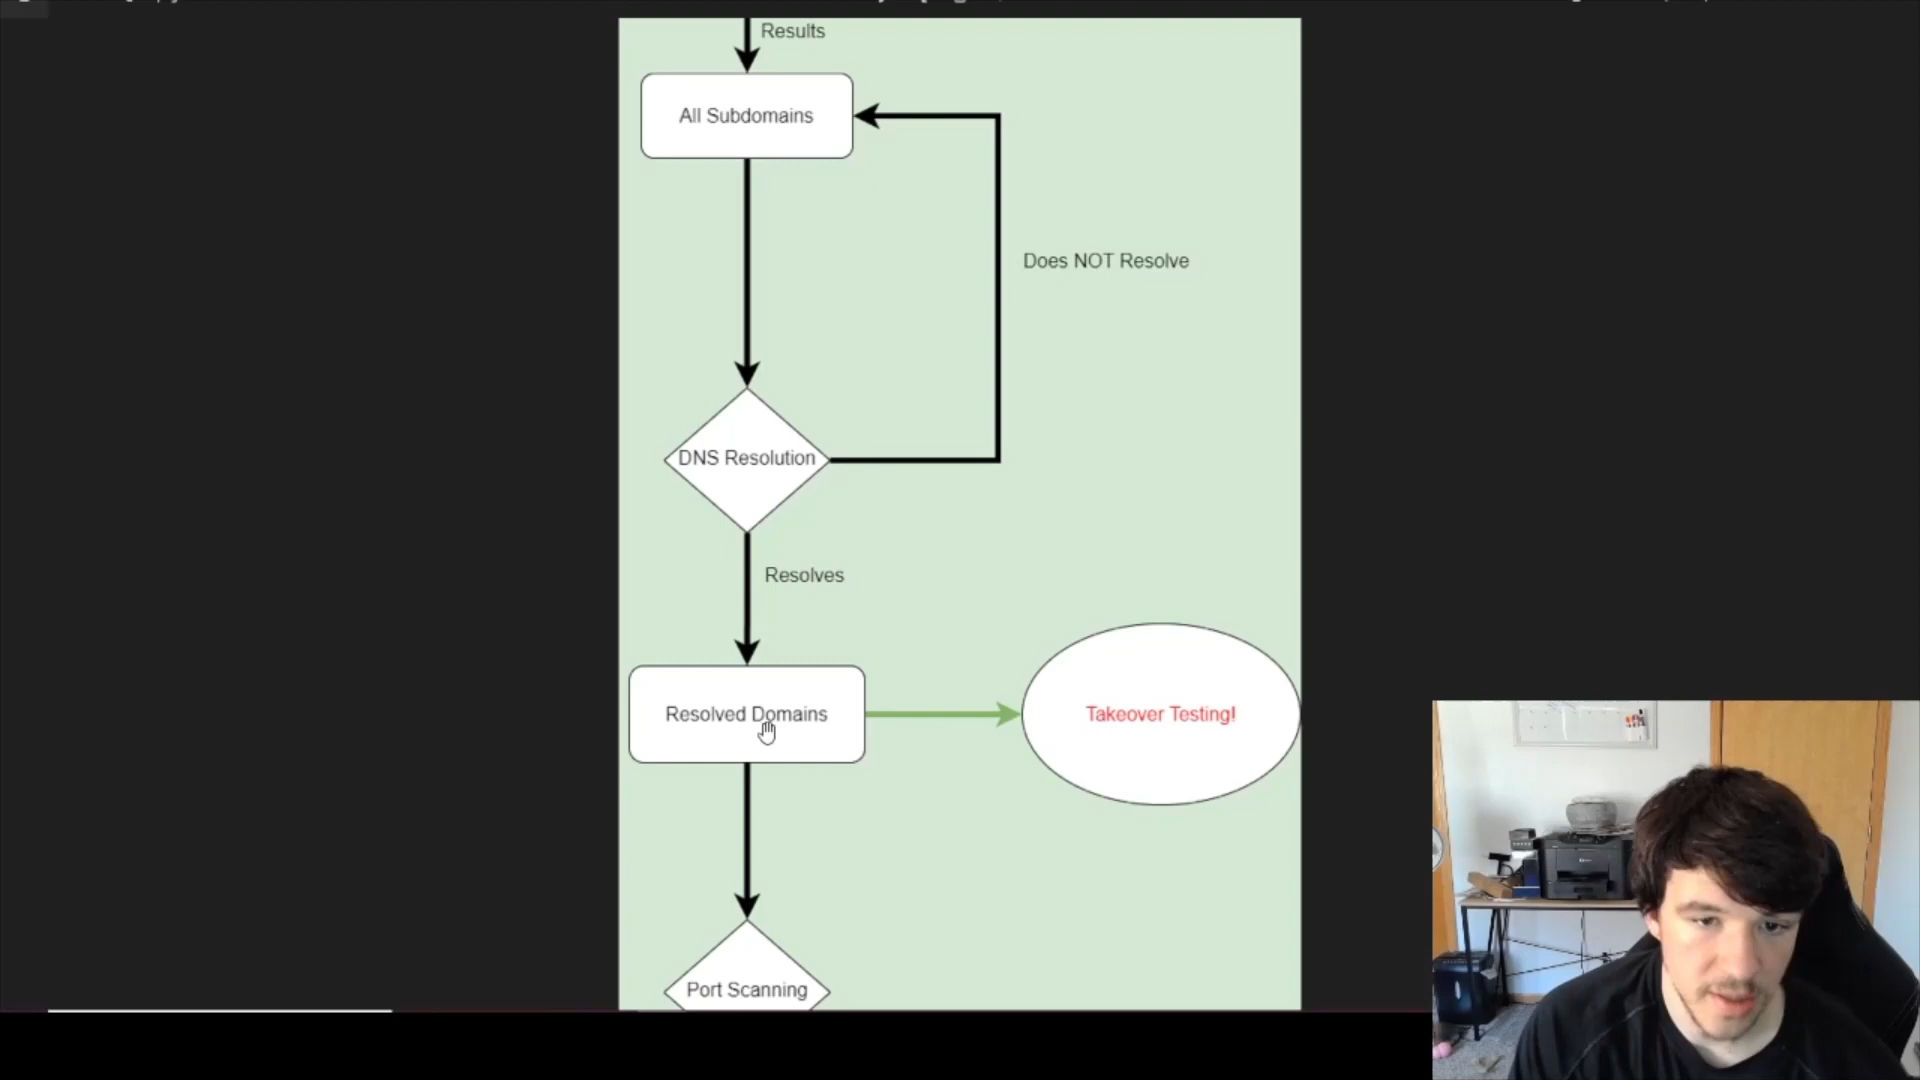 Results
All Subdomains
Does NOT Resolve
DNS Resolution
Resolves
Resolved Domains
Takeover Testing!
Port Scanning